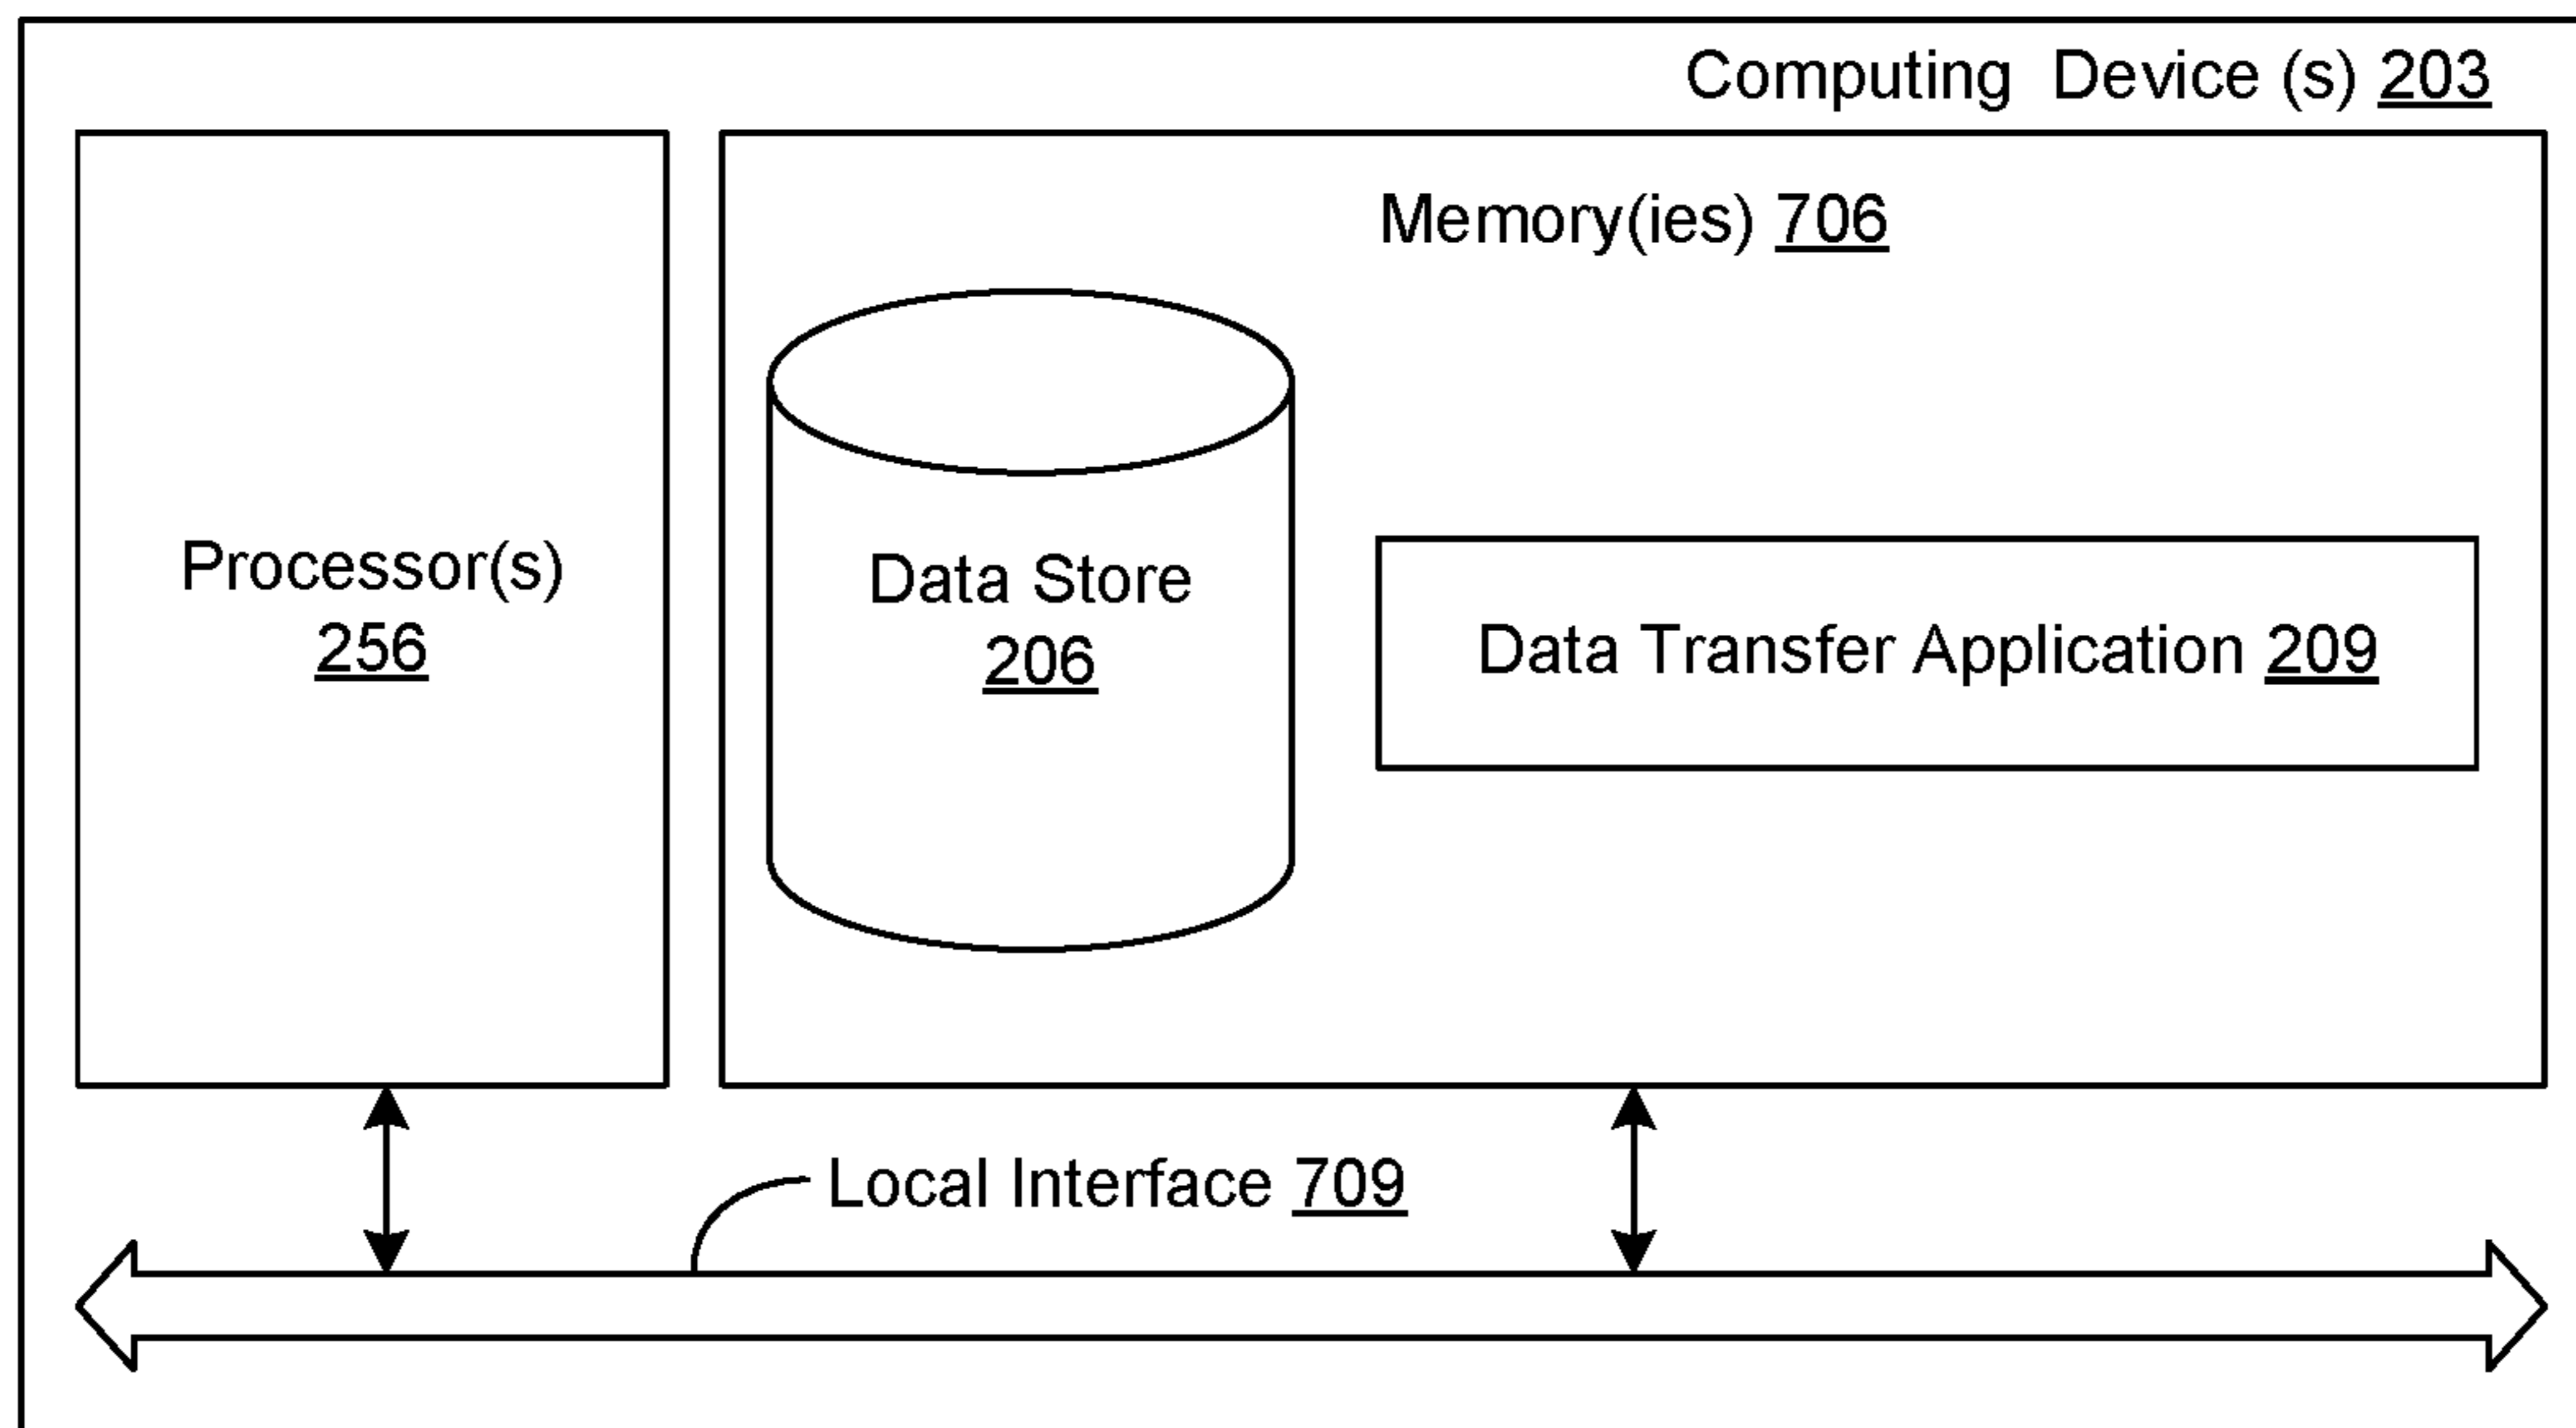 Computing Device (s) 203
Memory(ies) 706
Processor(s)
256
Data Store
206
Data Transfer Application 209
Local Interface 709